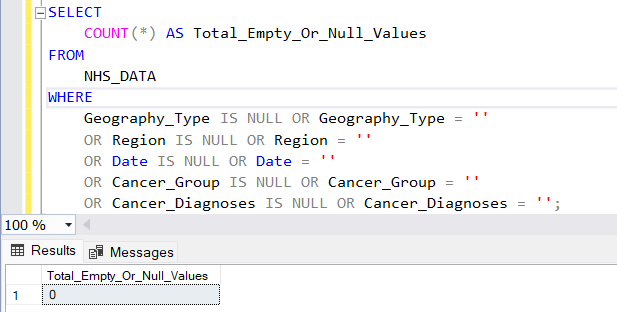 SELECT
COUNT(*) AS Total_Empty_Or_Null_Values
FROM
NHS_DATA
WHERE
Geography_Type IS NULL OR Geography_Type = ''
OR Region IS NULL OR Region = ''
OR Date IS NULL OR Date = ''
OR Cancer_Group IS NULL OR Cancer_Group = ''
OR Cancer_Diagnoses IS NULL OR Cancer_Diagnoses = '';
100 %
Results Messages
Total_Empty_Or_Null_Values
1 0